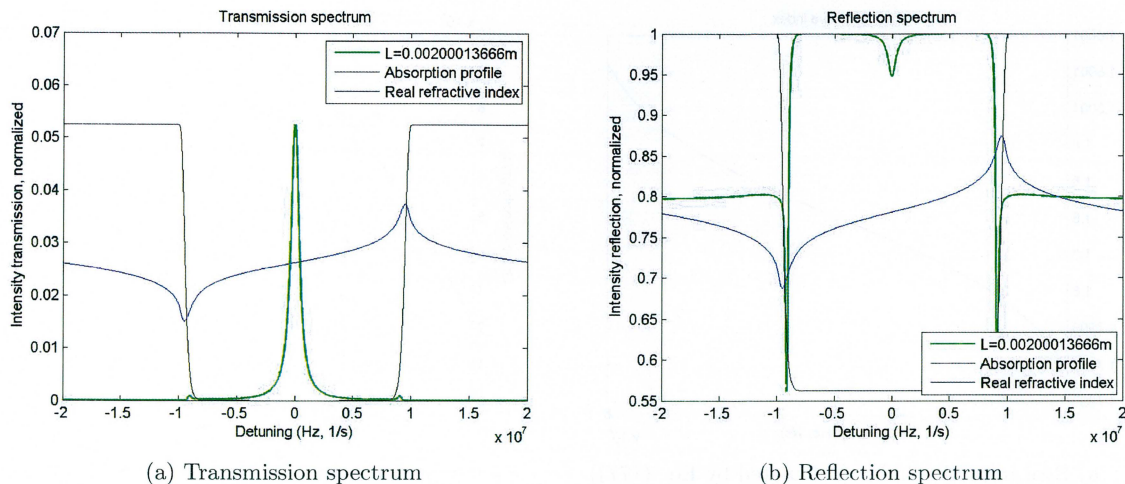 Transmission spectrum
0.07
0.06
0.05
0.04
0.03
0.02
0.01
0
Intensity transmission, normalized
L=0.00200013666m
Absorption profile
Real refractive index
-2 -1.5 -1 -0.5 0 0.5 1 1.5 2
Detuning (Hz, 1/s)
x 10^7
(a) Transmission spectrum
Reflection spectrum
1
0.95
0.9
0.85
0.8
0.75
0.7
0.65
0.6
0.55
Intensity reflection, normalized
L=0.00200013666m
Absorption profile
Real refractive index
-2 -1.5 -1 -0.5 0 0.5 1 1.5 2
Detuning (Hz, 1/s)
x 10^7
(b) Reflection spectrum